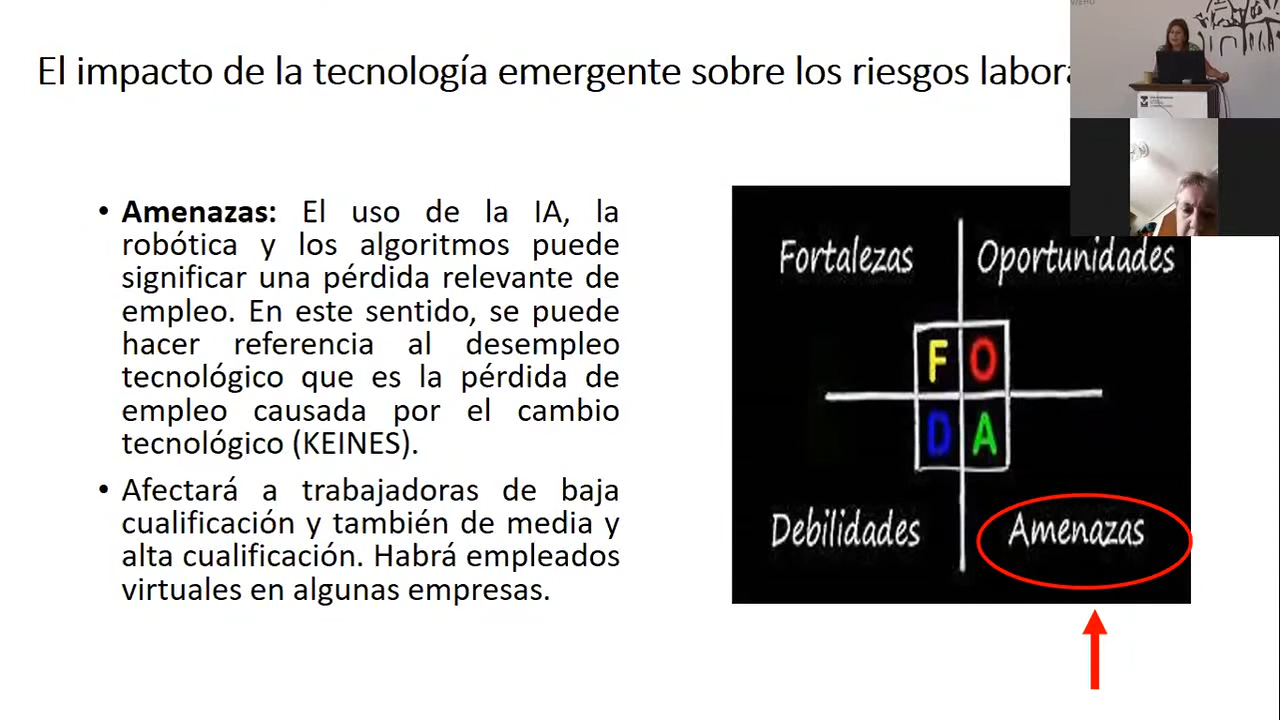 El impacto de la tecnología emergente sobre los riesgos labora
• Amenazas: El uso de la IA, la
robótica y los algoritmos puede
significar una pérdida relevante de
empleo. En este sentido, se puede
hacer referencia al desempleo
tecnológico que es la pérdida de
empleo causada por el cambio
tecnológico (KEINES).
• Afectará a trabajadoras de baja
cualificación y también de media y
alta cualificación. Habrá empleados
virtuales en algunas empresas.
Fortalezas
Oportunidades
F O
D A
Debilidades
Amenazas